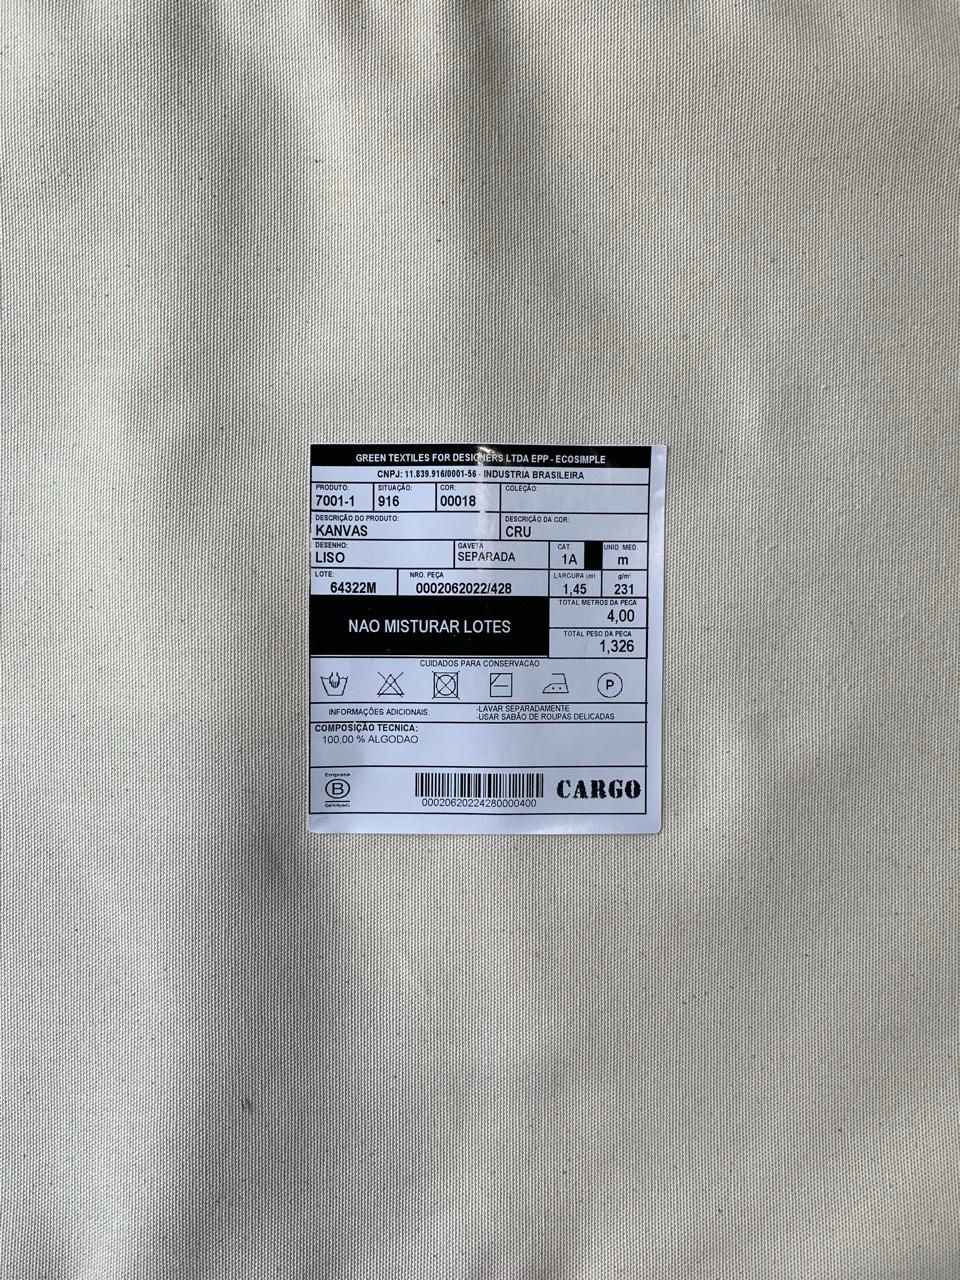 GREEN TEXTILES FOR DESIGNERS LTDA EPP - ECOSIMPLE
CNPJ: 11.839.916/0001-56 - INDUSTRIA BRASILEIRA
PRODUTO: SITUAÇÃO: COR: COLEÇÃO:
7001-1 916 00018
DESCRIÇÃO DO PRODUTO: DESCRIÇÃO DA COR:
KANVAS CRU
DESENHO: GAVETA CAT. UNID. MED.
LISO SEPARADA 1A m
LOTE: NRO. PEÇA LARGURA (m) g/m²
64322M 0002062022/428 1,45 231
TOTAL METROS DA PECA
4,00
NAO MISTURAR LOTES
TOTAL PESO DA PECA
1,326
CUIDADOS PARA CONSERVACAO
P
INFORMAÇÕES ADICIONAIS.
-LAVAR SEPARADAMENTE
-USAR SABÃO DE ROUPAS DELICADAS
COMPOSIÇÃO TECNICA:
100,00 % ALGODAO
Empresa
B
Certificada
00020620224280000400
CARGO